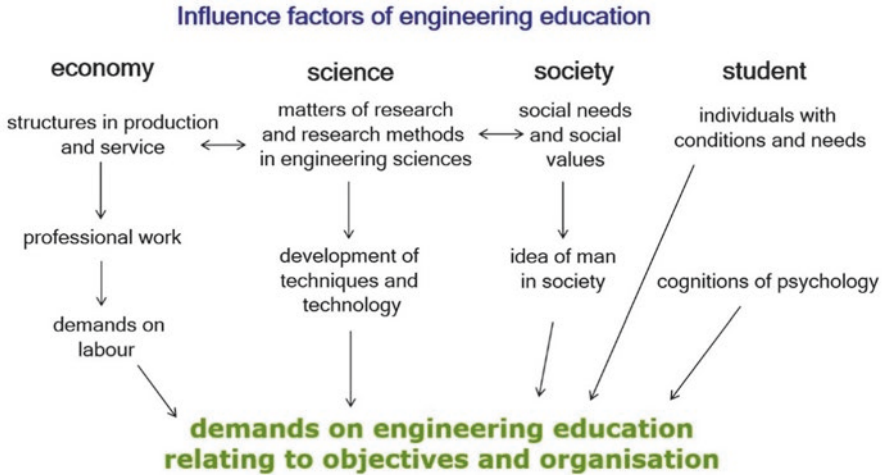 Influence factors of engineering education
economy
structures in production
and service
professional work
demands on
labour
science
matters of research
and research methods
in engineering sciences
development of
techniques and
technology
society
social needs
and social
values
idea of man
in society
student
individuals with
conditions and needs
cognitions of psychology
demands on engineering education
relating to objectives and organisation